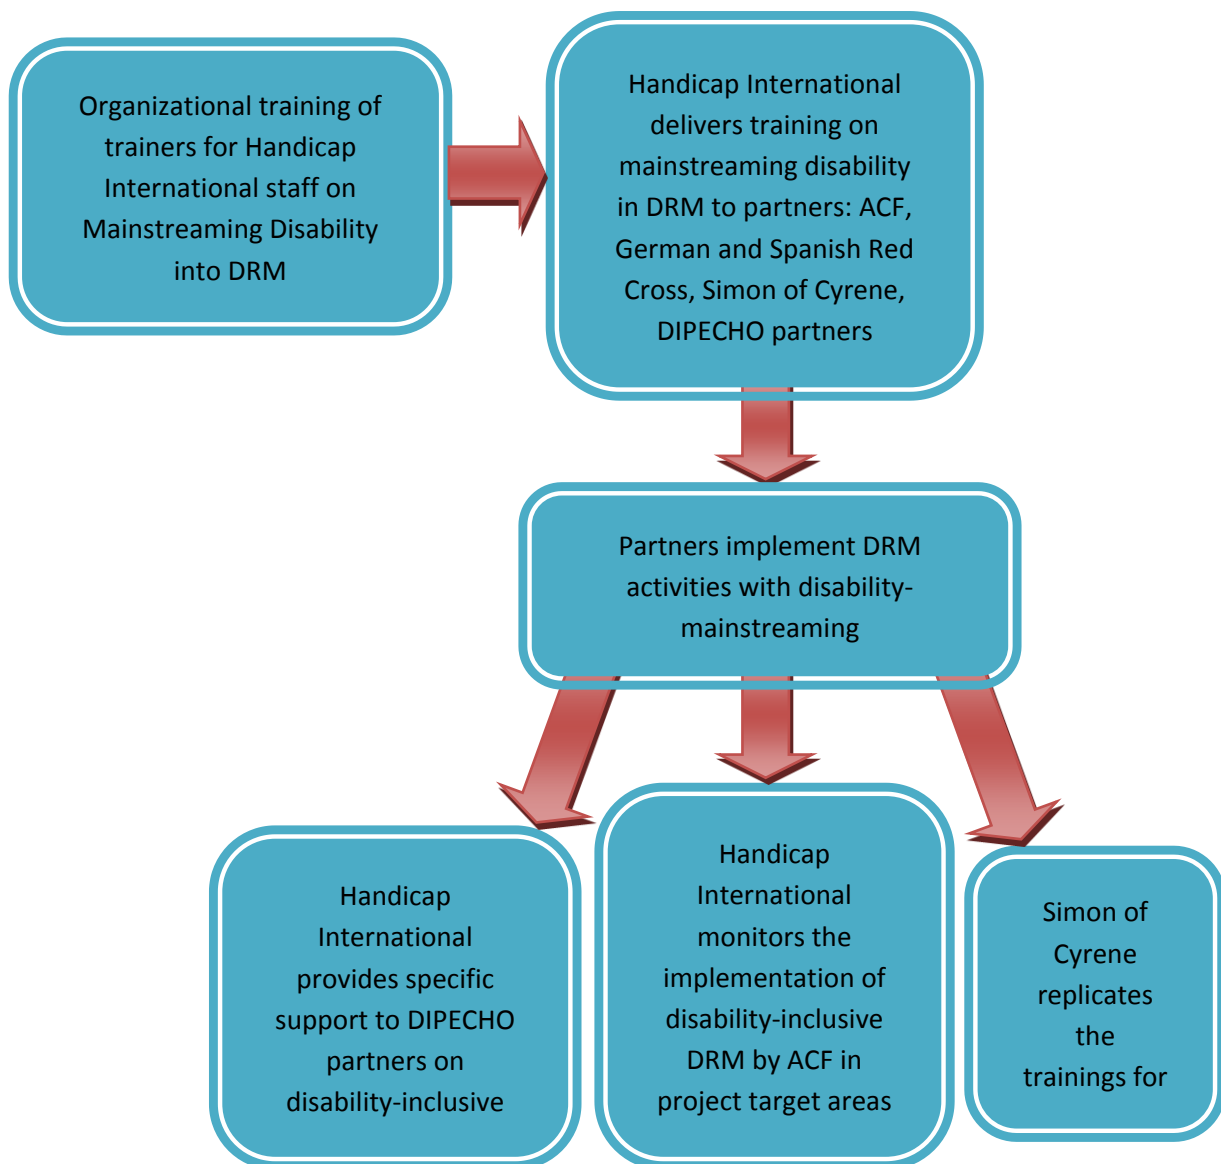 Organizational training of
trainers for Handicap
International staff on
Mainstreaming Disability
into DRM
Handicap International
delivers training on
mainstreaming disability
in DRM to partners: ACF,
German and Spanish Red
Cross, Simon of Cyrene,
DIPECHO partners
Partners implement DRM
activities with disability-
mainstreaming
Handicap
International
provides specific
support to DIPECHO
partners on
disability-inclusive
Handicap
International
monitors the
implementation of
disability-inclusive
DRM by ACF in
project target areas
Simon of
Cyrene
replicates
the
trainings for